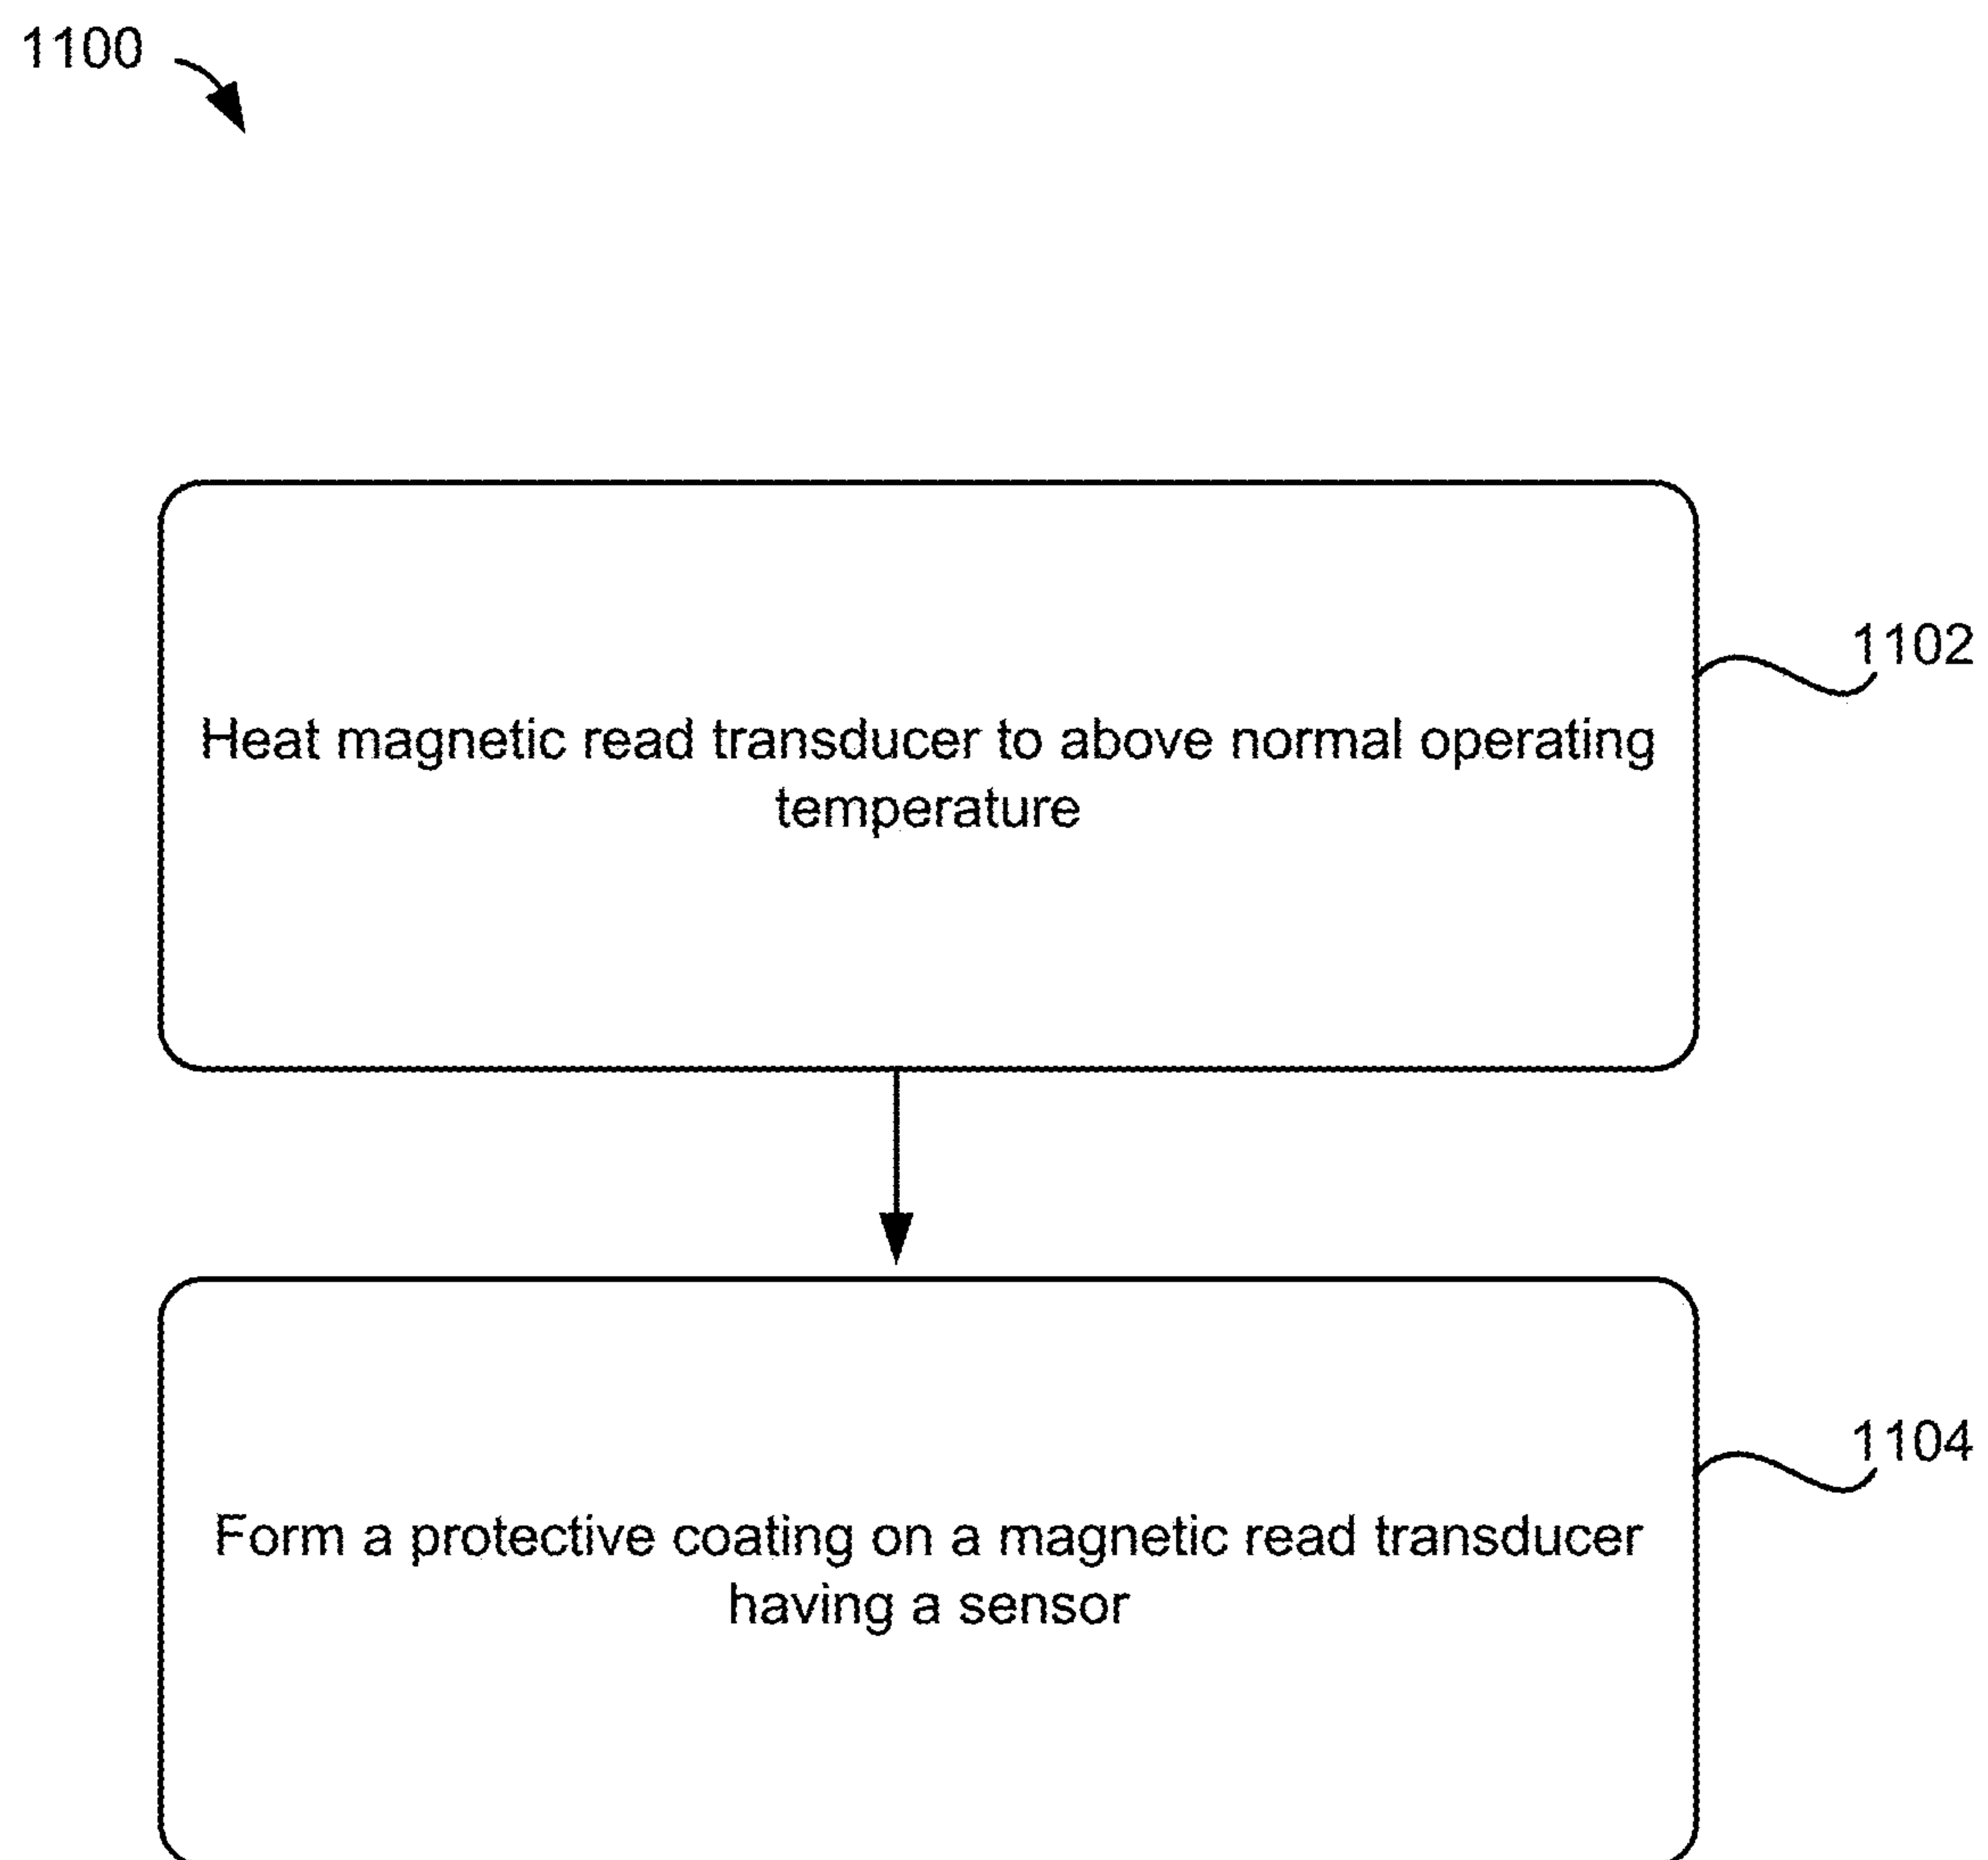 1100
1102
Heat magnetic read transducer to above normal operating
temperature
1104
Form a protective coating on a magnetic read transducer
having a sensor